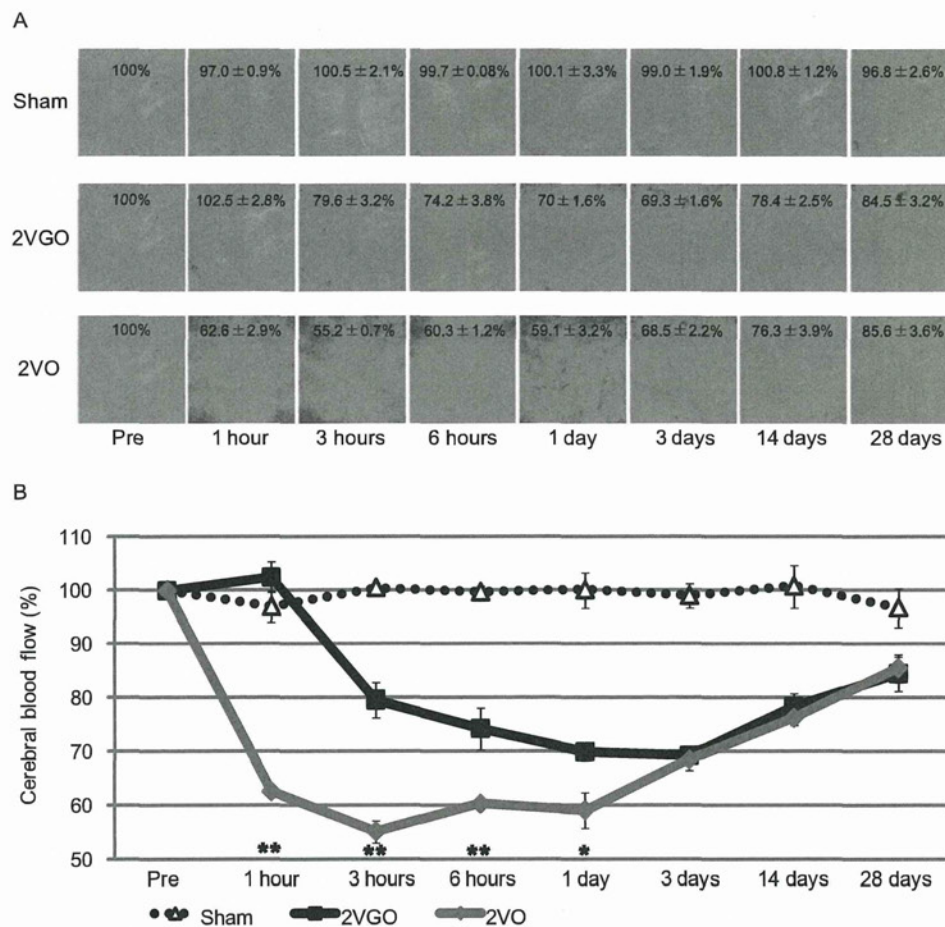 A
Sham
100% 97.0±0.9% 100.5±2.1% 99.7±0.08% 100.1±3.3% 99.0±1.9% 100.8±1.2% 96.8±2.6%
2VGO
100% 102.5±2.8% 79.6±3.2% 74.2±3.8% 70±1.6% 69.3±1.6% 78.4±2.5% 84.5±3.2%
2VO
100% 62.6±2.9% 55.2±0.7% 60.3±1.2% 59.1±3.2% 68.5±2.2% 76.3±3.9% 85.6±3.6%
Pre 1 hour 3 hours 6 hours 1 day 3 days 14 days 28 days
B
Cerebral blood flow (%)
110
100
90
80
70
60
50
** ** ** *
Pre 1 hour 3 hours 6 hours 1 day 3 days 14 days 28 days
Sham 2VGO 2VO